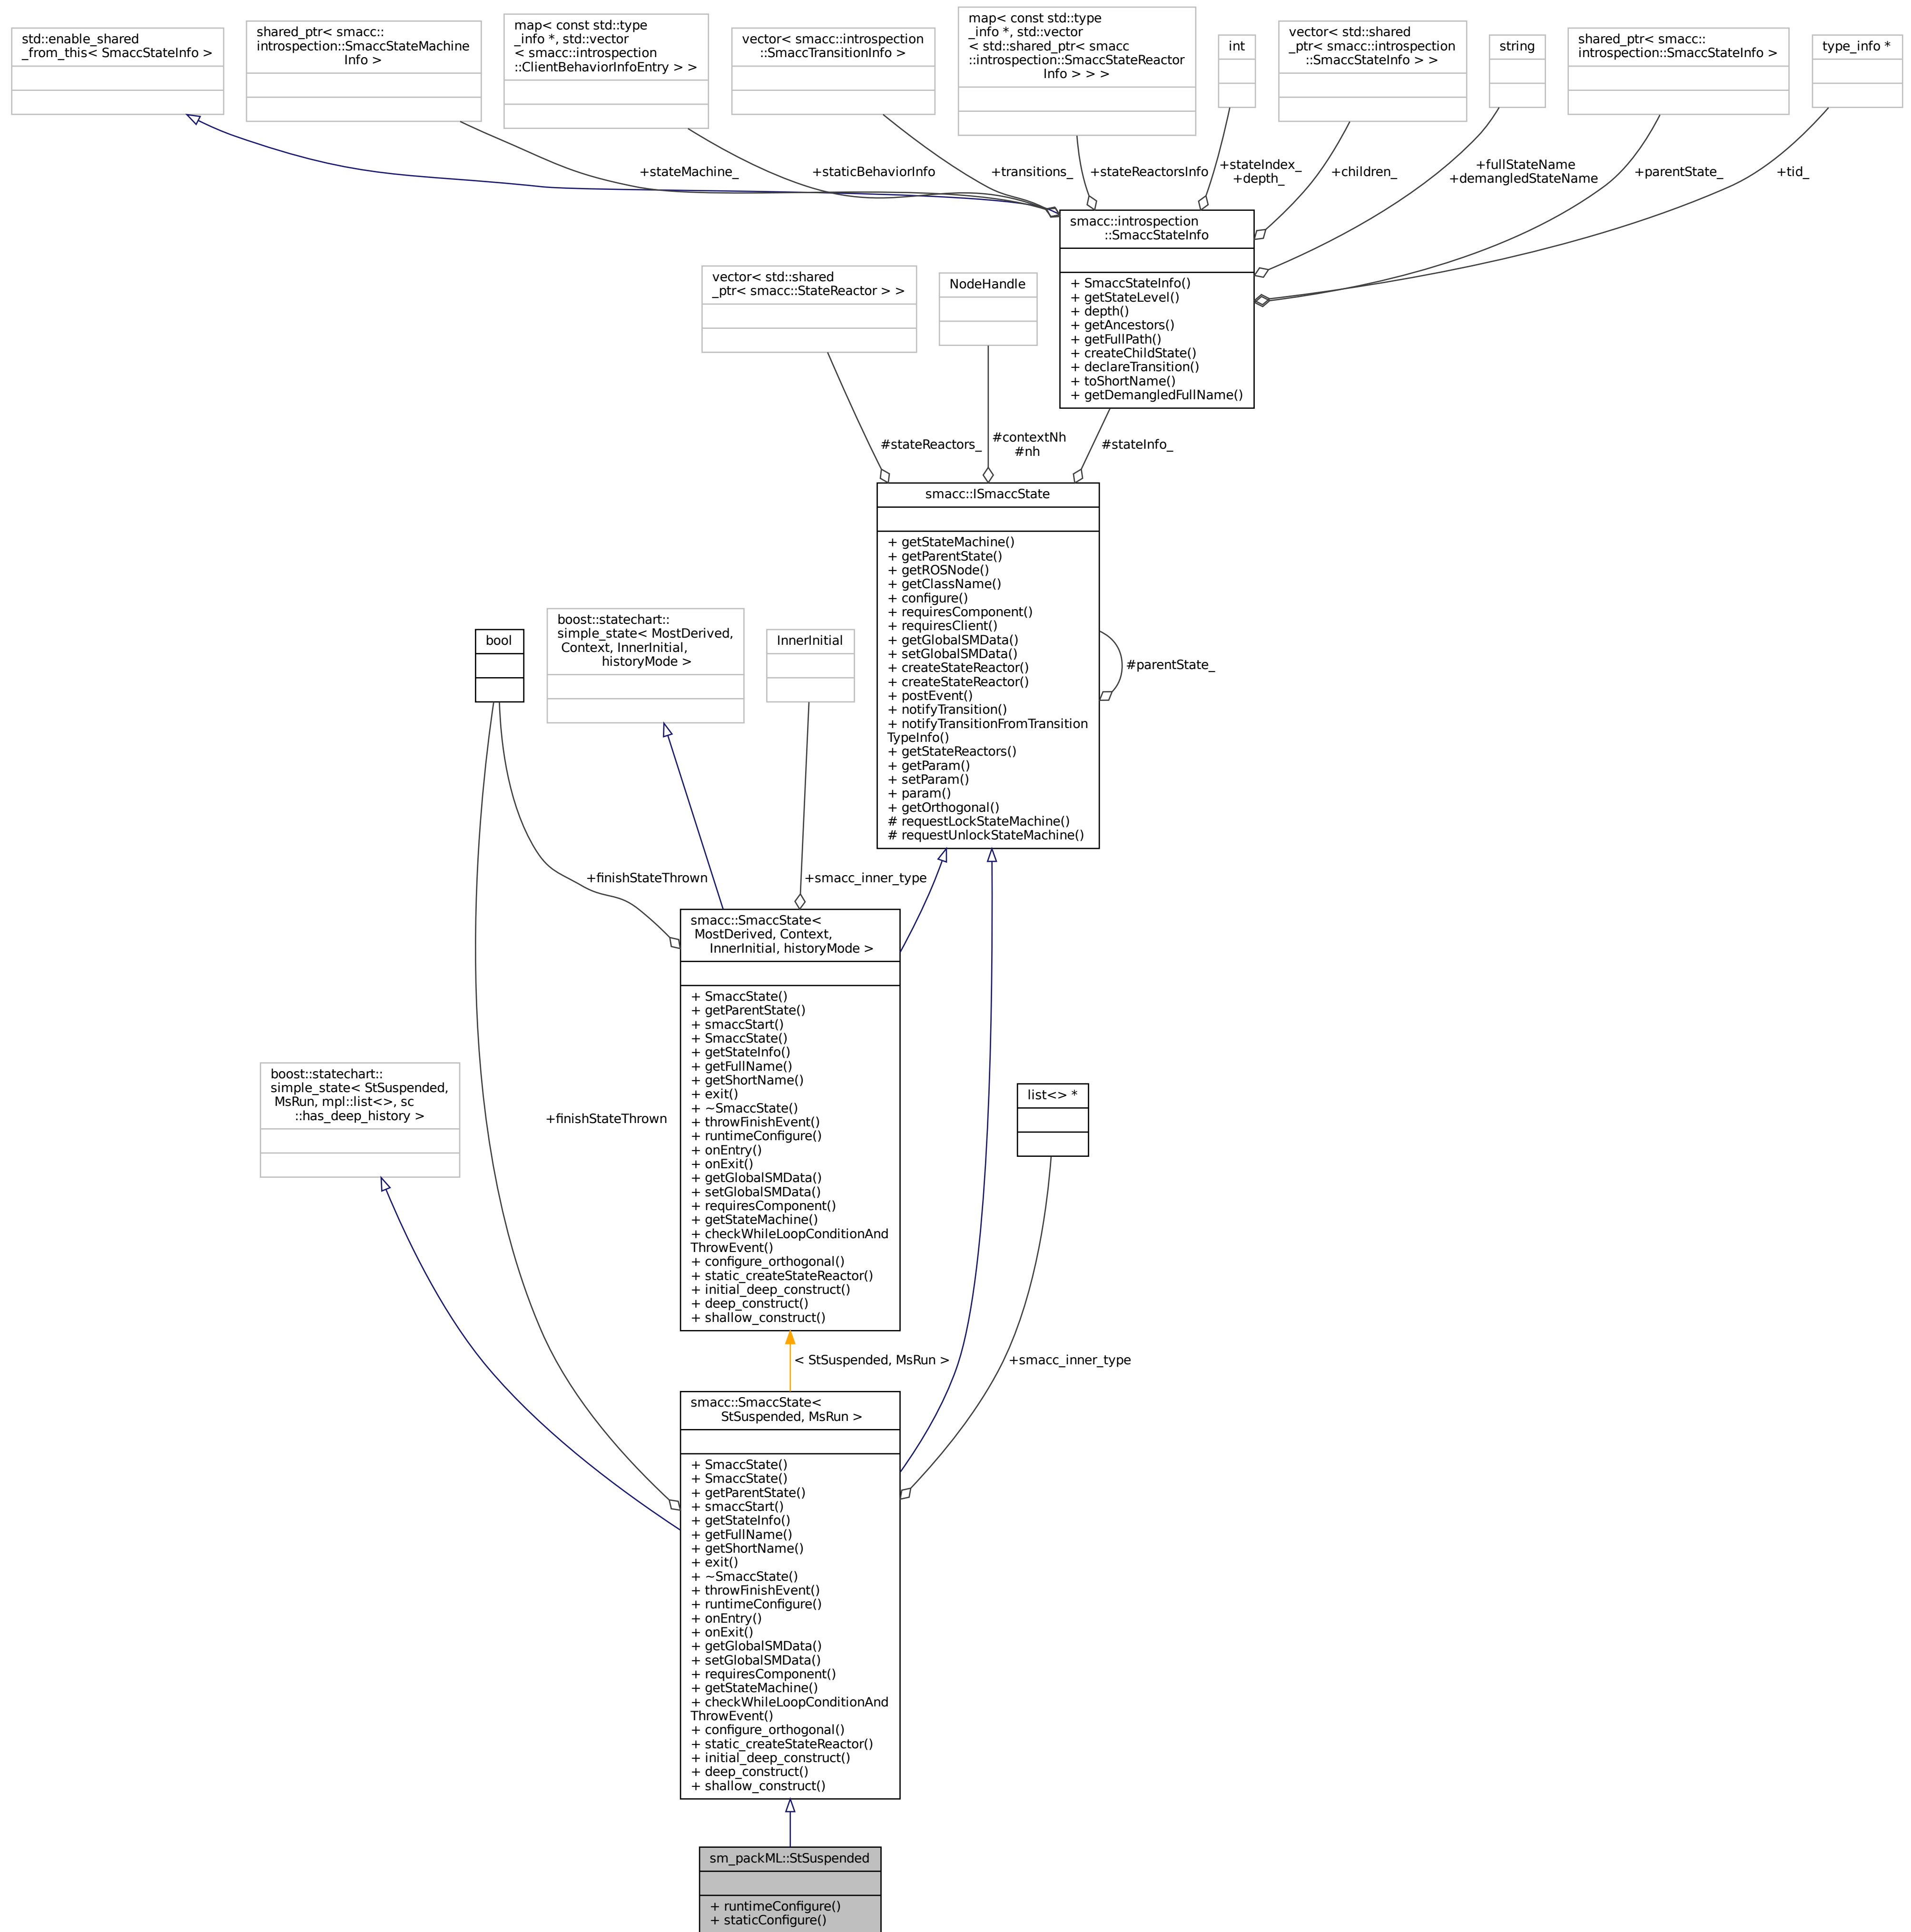 std::enable_shared
_from_this< SmaccStateInfo >
shared_ptr< smacc::
introspection::SmaccStateMachine
Info >
map< const std::type
_info *, std::vector
< smacc::introspection
::ClientBehaviorInfoEntry > >
vector< smacc::introspection
::SmaccTransitionInfo >
map< const std::type
_info *, std::vector
< std::shared_ptr< smacc
::introspection::SmaccStateReactor
Info > > >
int
vector< std::shared
_ptr< smacc::introspection
::SmaccStateInfo > >
string
shared_ptr< smacc::
introspection::SmaccStateInfo >
type_info *
+stateMachine_
+staticBehaviorInfo
+transitions_
+stateReactorsInfo
+stateIndex_
+depth_
+children_
+fullStateName
+demangledStateName
+parentState_
+tid_
smacc::introspection
::SmaccStateInfo
+ SmaccStateInfo()
+ getStateLevel()
+ depth()
+ getAncestors()
+ getFullPath()
+ createChildState()
+ declareTransition()
+ toShortName()
+ getDemangledFullName()
vector< std::shared
_ptr< smacc::StateReactor > >
NodeHandle
#stateReactors_
#contextNh
#nh
#stateInfo_
smacc::ISmaccState
+ getStateMachine()
+ getParentState()
+ getROSNode()
+ getClassName()
+ configure()
+ requiresComponent()
+ requiresClient()
+ getGlobalSMData()
+ setGlobalSMData()
+ createStateReactor()
+ createStateReactor()
+ postEvent()
+ notifyTransition()
+ notifyTransitionFromTransition
TypeInfo()
+ getStateReactors()
+ getParam()
+ setParam()
+ param()
+ getOrthogonal()
# requestLockStateMachine()
# requestUnlockStateMachine()
#parentState_
bool
boost::statechart::
simple_state< MostDerived,
Context, InnerInitial,
historyMode >
InnerInitial
+finishStateThrown
+smacc_inner_type
smacc::SmaccState<
MostDerived, Context,
InnerInitial, historyMode >
+ SmaccState()
+ getParentState()
+ smaccStart()
+ SmaccState()
+ getStateInfo()
+ getFullName()
+ getShortName()
+ exit()
+ ~SmaccState()
+ throwFinishEvent()
+ runtimeConfigure()
+ onEntry()
+ onExit()
+ getGlobalSMData()
+ setGlobalSMData()
+ requiresComponent()
+ getStateMachine()
+ checkWhileLoopConditionAnd
ThrowEvent()
+ configure_orthogonal()
+ static_createStateReactor()
+ initial_deep_construct()
+ deep_construct()
+ shallow_construct()
boost::statechart::
simple_state< StSuspended,
MsRun, mpl::list<>, sc
::has_deep_history >
+finishStateThrown
list<> *
< StSuspended, MsRun >
+smacc_inner_type
smacc::SmaccState<
StSuspended, MsRun >
+ SmaccState()
+ SmaccState()
+ getParentState()
+ smaccStart()
+ getStateInfo()
+ getFullName()
+ getShortName()
+ exit()
+ ~SmaccState()
+ throwFinishEvent()
+ runtimeConfigure()
+ onEntry()
+ onExit()
+ getGlobalSMData()
+ setGlobalSMData()
+ requiresComponent()
+ getStateMachine()
+ checkWhileLoopConditionAnd
ThrowEvent()
+ configure_orthogonal()
+ static_createStateReactor()
+ initial_deep_construct()
+ deep_construct()
+ shallow_construct()
sm_packML::StSuspended
+ runtimeConfigure()
+ staticConfigure()